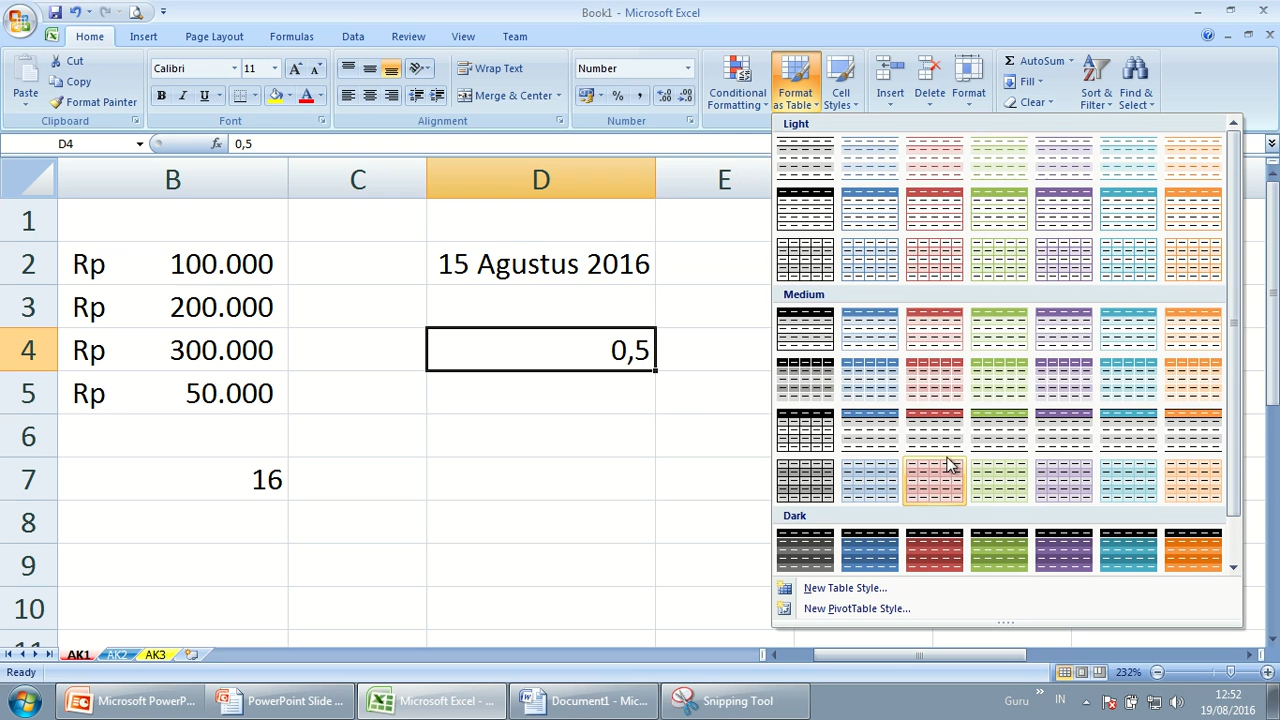 Book1 - Microsoft Excel
Home Insert Page Layout Formulas Data Review View Team
Paste
Cut
Copy
Format Painter
Clipboard
Calibri 11
B I U A
Font
Wrap Text
Merge & Center
Alignment
Number
% ,
Number
Conditional Formatting
Format as Table
Cell Styles
Insert
Delete
Format
AutoSum
Fill
Clear
Sort & Filter
Find & Select
D4 fx 0,5
B C D E
1
2 Rp 100.000 15 Agustus 2016
3 Rp 200.000
4 Rp 300.000 0,5
5 Rp 50.000
6
7 16
8
9
10
11
Light
Medium
Dark
New Table Style...
New PivotTable Style...
AK1 AK2 AK3
Ready 232%
Microsoft PowerP...
PowerPoint Slide ...
Microsoft Excel - ...
Document1 - Mic...
Snipping Tool
Guru » IN
12:52
19/08/2016